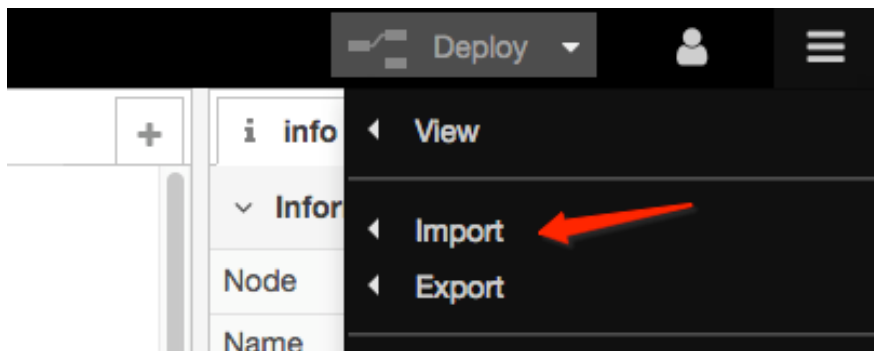 Deploy
+
i info
View
Infor
Import
Node
Export
Name